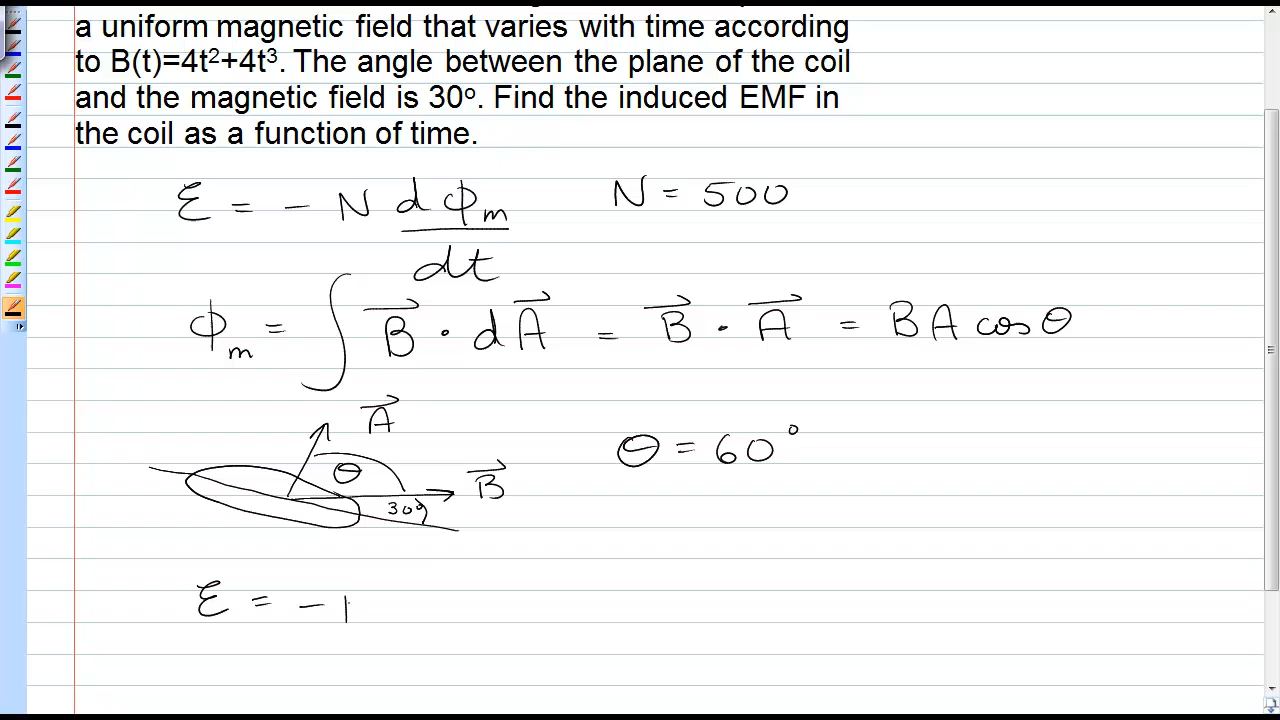 a uniform magnetic field that varies with time according
to B(t)=4t²+4t³. The angle between the plane of the coil
and the magnetic field is 30º. Find the induced EMF in
the coil as a function of time.
ℰ = - N dϕm/dt N = 500
ϕm = ∫ B⃗ · dA⃗ = B⃗ · A⃗ = BA cosθ
A⃗
θ = 60°
θ
B⃗
30°
ℰ = -